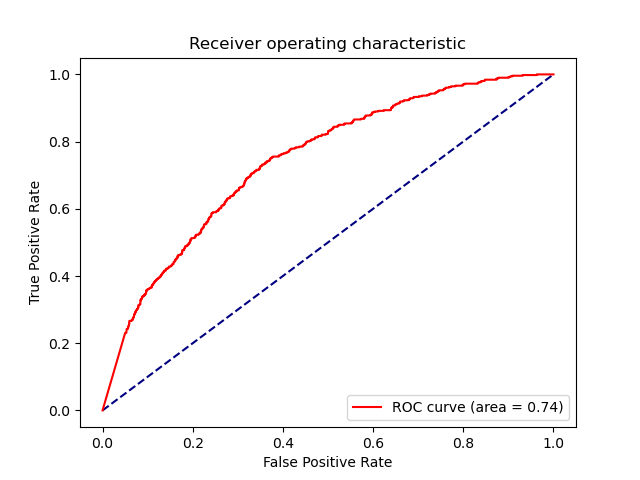 Receiver operating characteristic
True Positive Rate
1.0
0.8
0.6
0.4
0.2
0.0
ROC curve (area = 0.74)
0.0 0.2 0.4 0.6 0.8 1.0
False Positive Rate